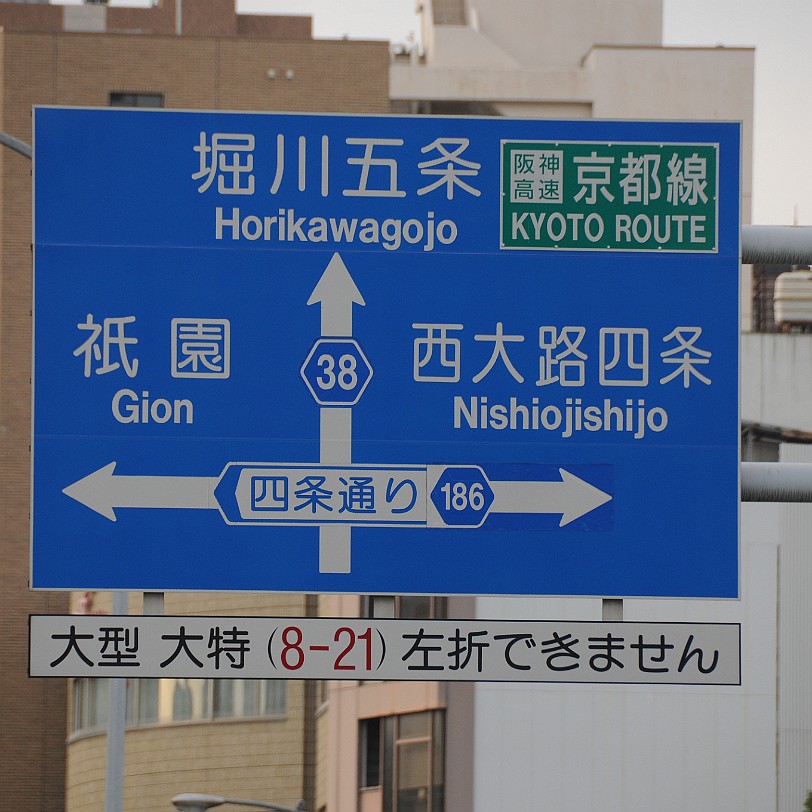 堀川五条
Horikawagojo
阪神
高速
京都線
KYOTO ROUTE
祇園
Gion
38
西大路四条
Nishiojishijo
四条通り
186
大型 大特 (8-21) 左折できません